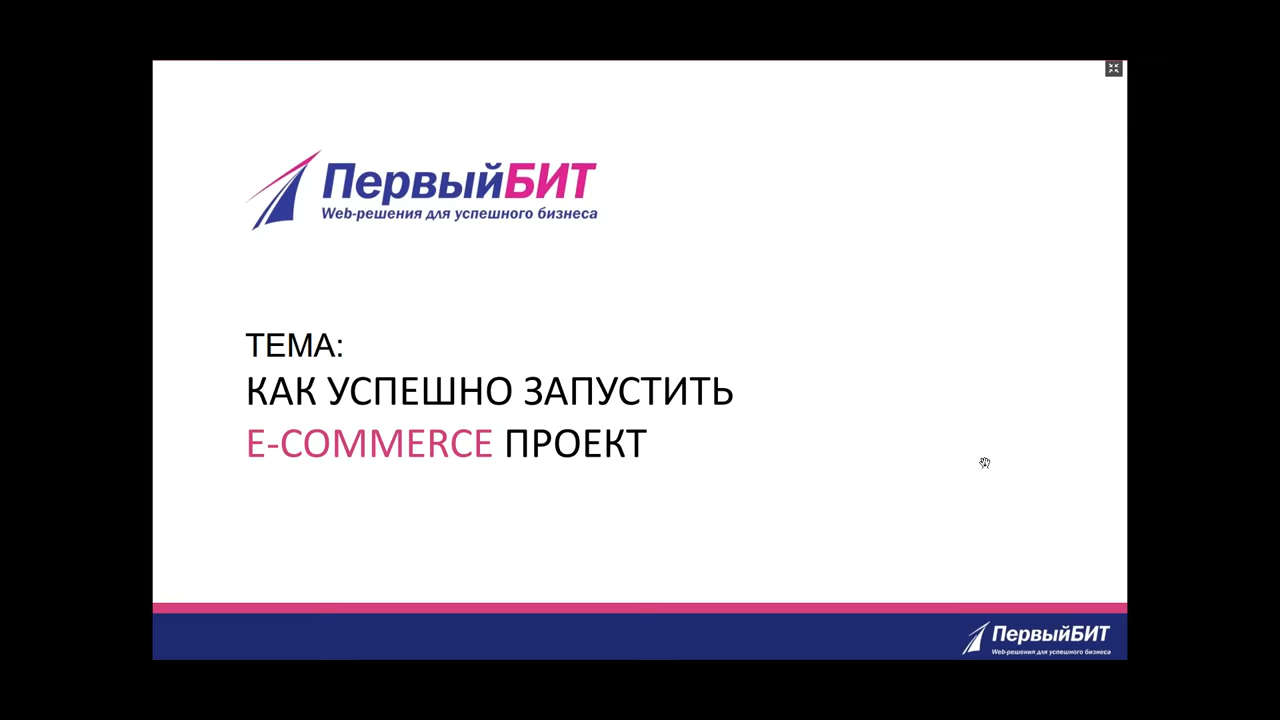 ПервыйБИТ
Web-решения для успешного бизнеса
ТЕМА:
КАК УСПЕШНО ЗАПУСТИТЬ
E-COMMERCE ПРОЕКТ
ПервыйБИТ
Web-решения для успешного бизнеса